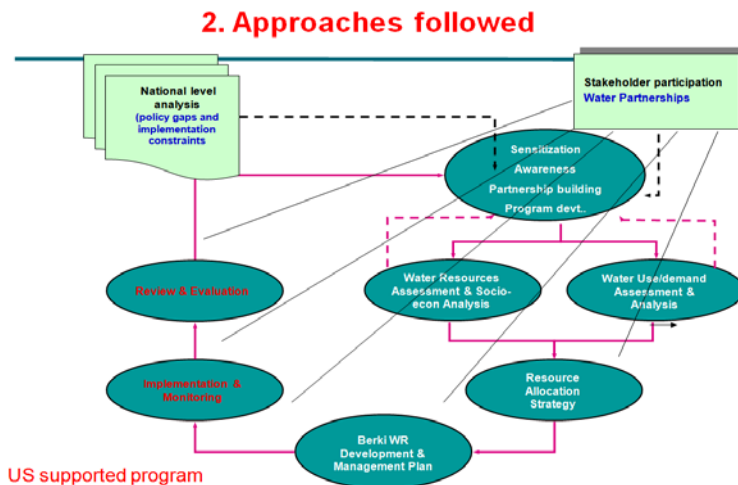 2. Approaches followed
National level
analysis
(policy gaps and
implementation
constraints
Stakeholder participation
Water Partnerships
Sensitization
Awareness
Partnership building
Program devt..
Review & Evaluation
Water Resources
Assessment & Socio-
econ Analysis
Water Use/demand
Assessment &
Analysis
Implementation &
Monitoring
Resource
Allocation
Strategy
Berki WR
Development &
Management Plan
US supported program